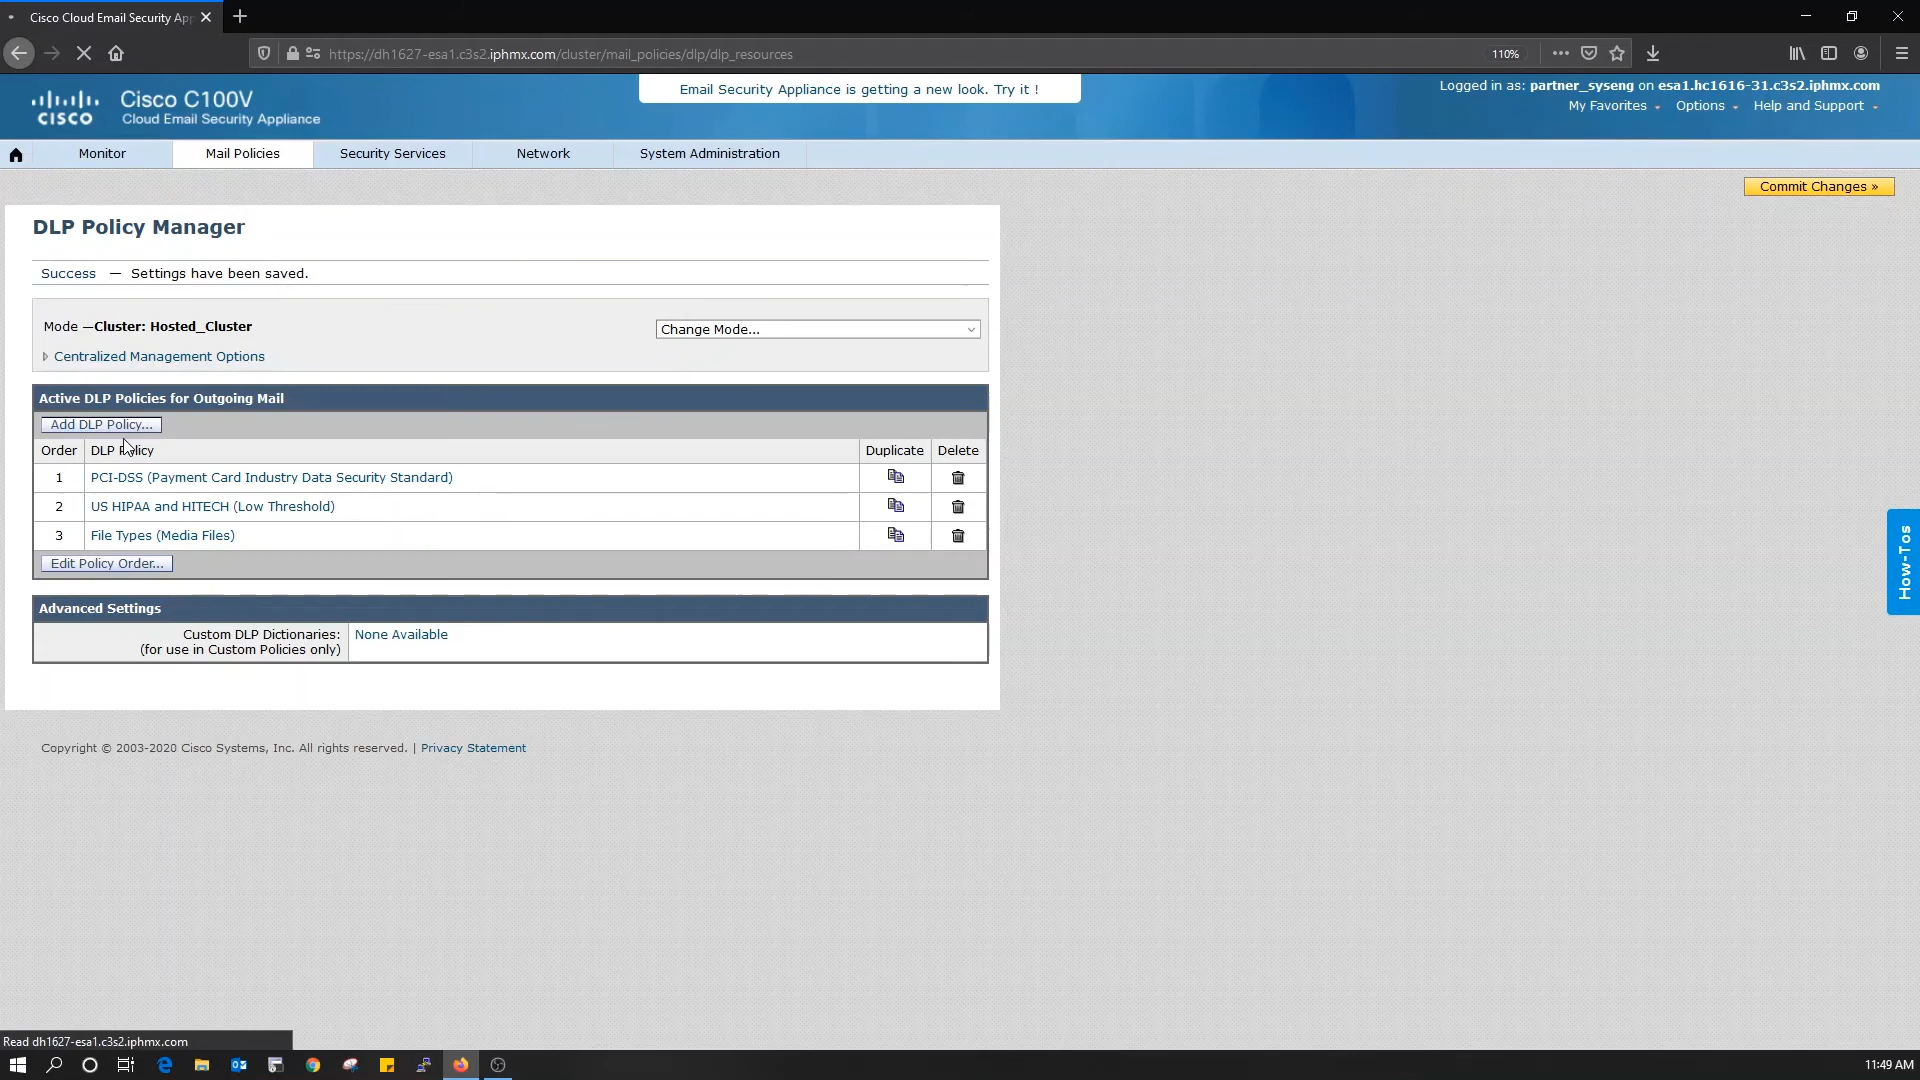 Cisco Cloud Email Security App
https://dh1627-esa1.c3s2.iphmx.com/cluster/mail_policies/dlp/dlp_resources
110%
CISCO
Cisco C100V
Cloud Email Security Appliance
Email Security Appliance is getting a new look. Try it !
Logged in as: partner_syseng on esa1.hc1616-31.c3s2.iphmx.com
My Favorites Options Help and Support
Monitor Mail Policies Security Services Network System Administration
Commit Changes »
DLP Policy Manager
Success — Settings have been saved.
Mode —Cluster: Hosted_Cluster
Change Mode...
Centralized Management Options
Active DLP Policies for Outgoing Mail
Add DLP Policy...
Order DLP Policy Duplicate Delete
1 PCI-DSS (Payment Card Industry Data Security Standard)
2 US HIPAA and HITECH (Low Threshold)
3 File Types (Media Files)
Edit Policy Order...
How-Tos
Advanced Settings
Custom DLP Dictionaries: None Available
(for use in Custom Policies only)
Copyright © 2003-2020 Cisco Systems, Inc. All rights reserved. | Privacy Statement
Read dh1627-esa1.c3s2.iphmx.com
11:49 AM